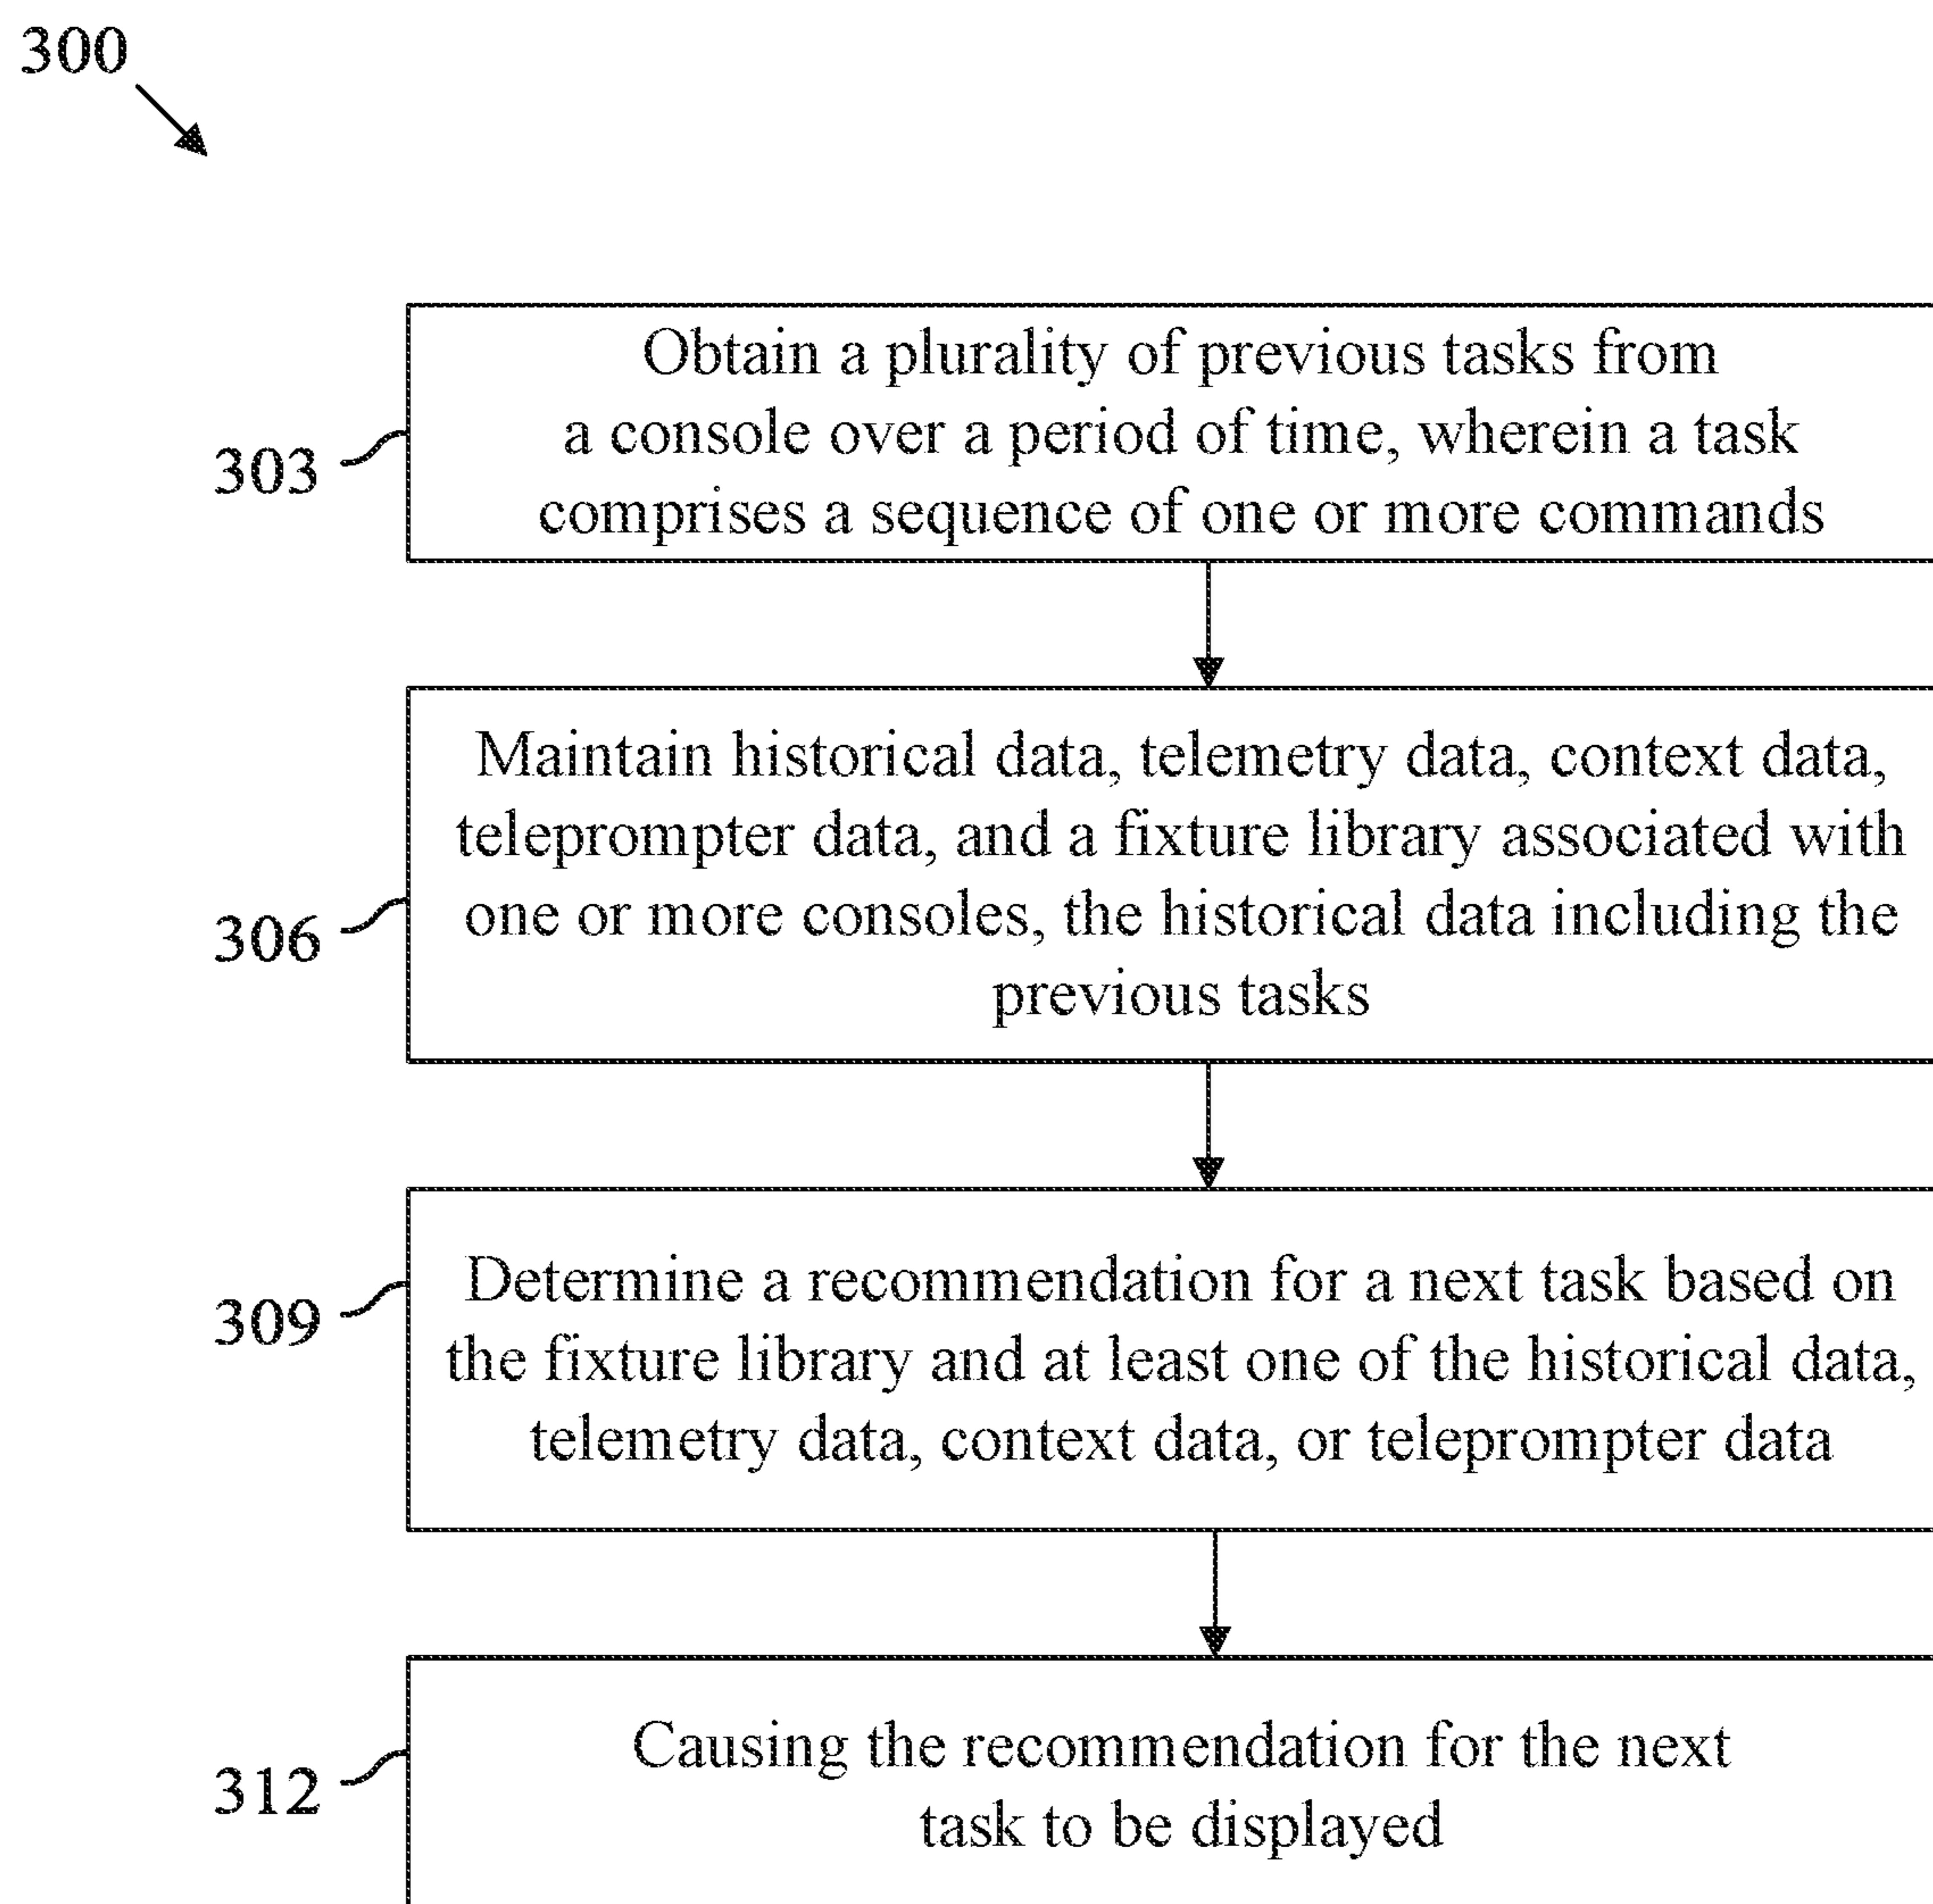 300
303
Obtain a plurality of previous tasks from
a console over a period of time, wherein a task
comprises a sequence of one or more commands
306
Maintain historical data, telemetry data, context data,
teleprompter data, and a fixture library associated with
one or more consoles, the historical data including the
previous tasks
309
Determine a recommendation for a next task based on
the fixture library and at least one of the historical data,
telemetry data, context data, or teleprompter data
312
Causing the recommendation for the next
task to be displayed